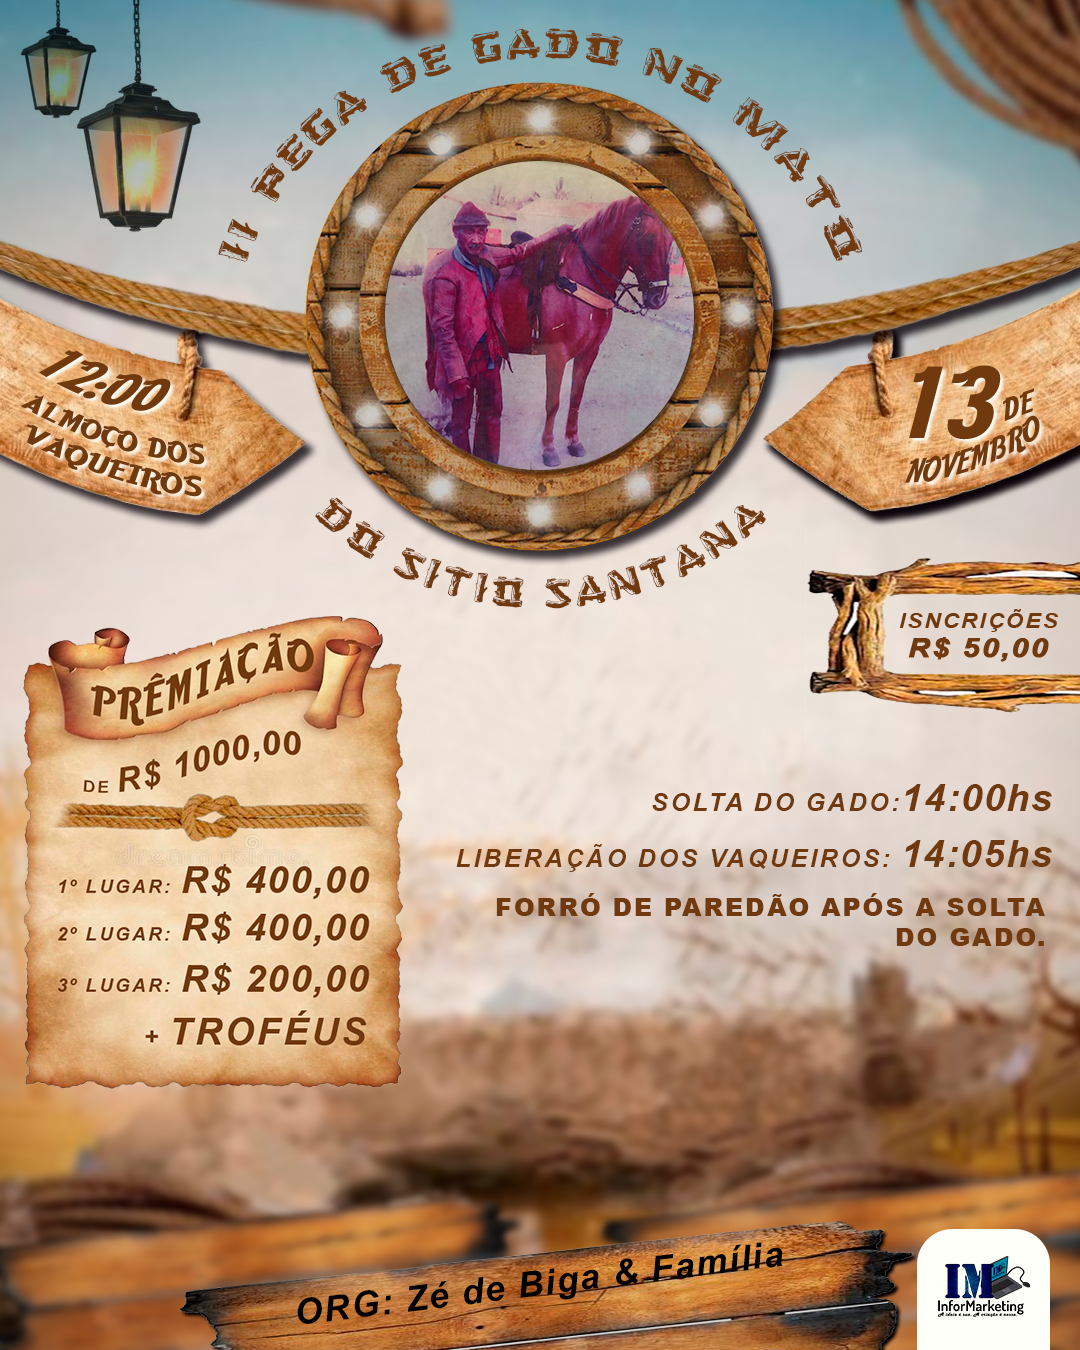 II PEGA DE GADO NO MATO
DO SITIO SANTANA
12:00
ALMOÇO DOS
VAQUEIROS
13 DE
NOVEMBRO
ISNCRIÇÕES
R$ 50,00
PRÊMIAÇÃO
DE R$ 1000,00
1º LUGAR: R$ 400,00
2º LUGAR: R$ 400,00
3º LUGAR: R$ 200,00
+ TROFÉUS
SOLTA DO GADO:14:00hs
LIBERAÇÃO DOS VAQUEIROS: 14:05hs
FORRÓ DE PAREDÃO APÓS A SOLTA
DO GADO.
ORG: Zé de Biga & Família
IM
InforMarketing